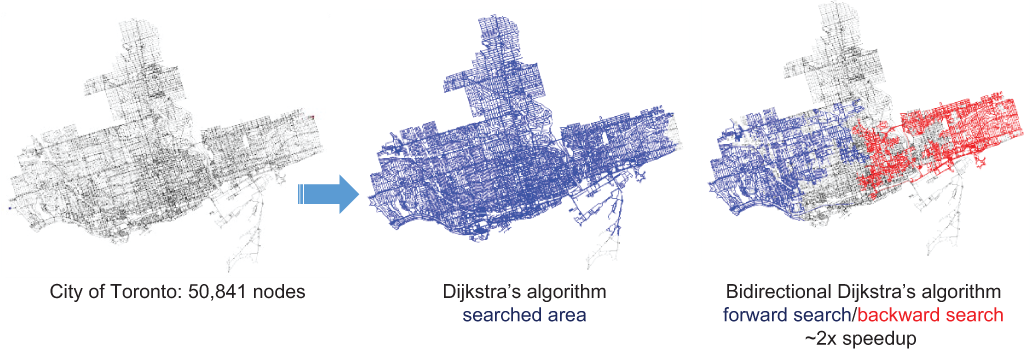 City of Toronto: 50,841 nodes
Dijkstra's algorithm
searched area
Bidirectional Dijkstra's algorithm
forward search/backward search
~2x speedup